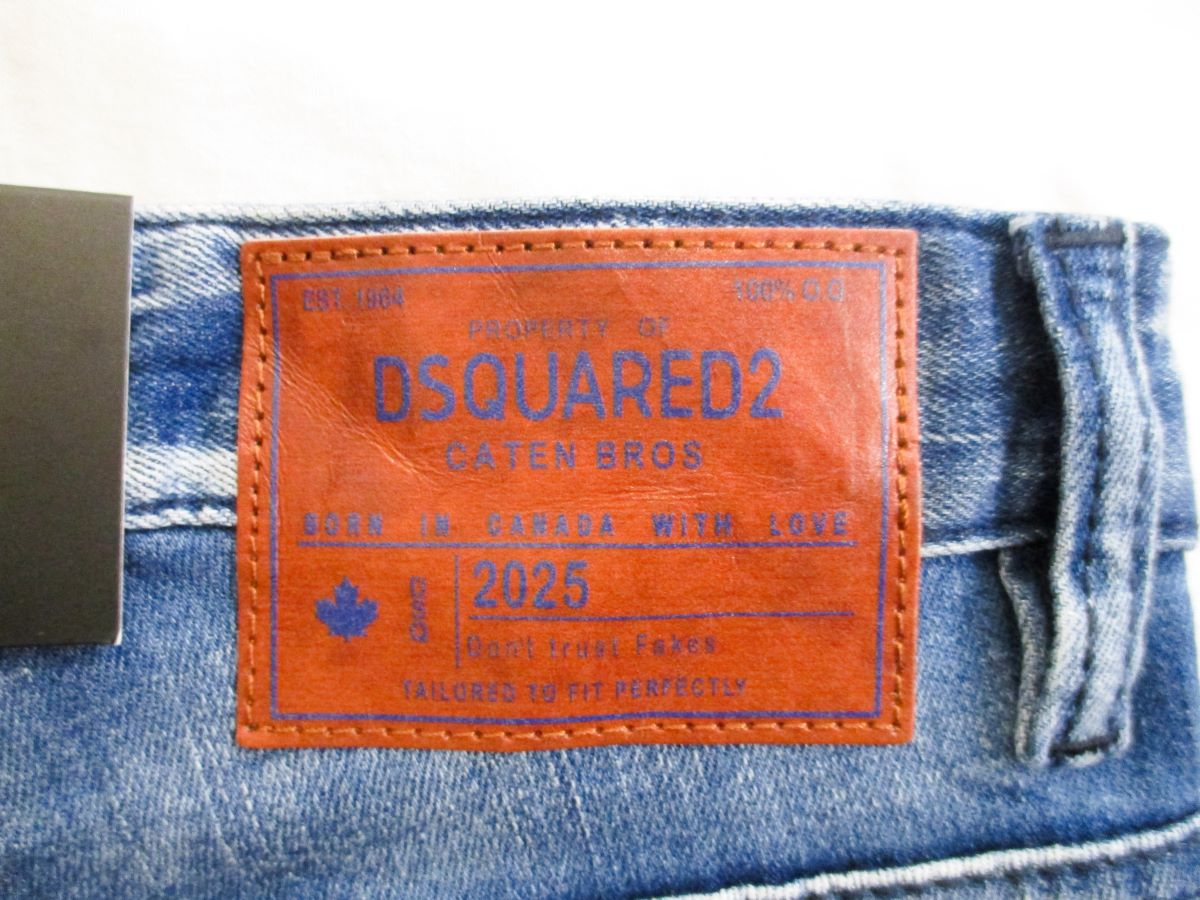 EST. 1964
100% O.G
PROPERTY OF
DSQUARED2
CATEN BROS
BORN IN CANADA WITH LOVE
2025
Don't trust Fakes
TAILORED TO FIT PERFECTLY